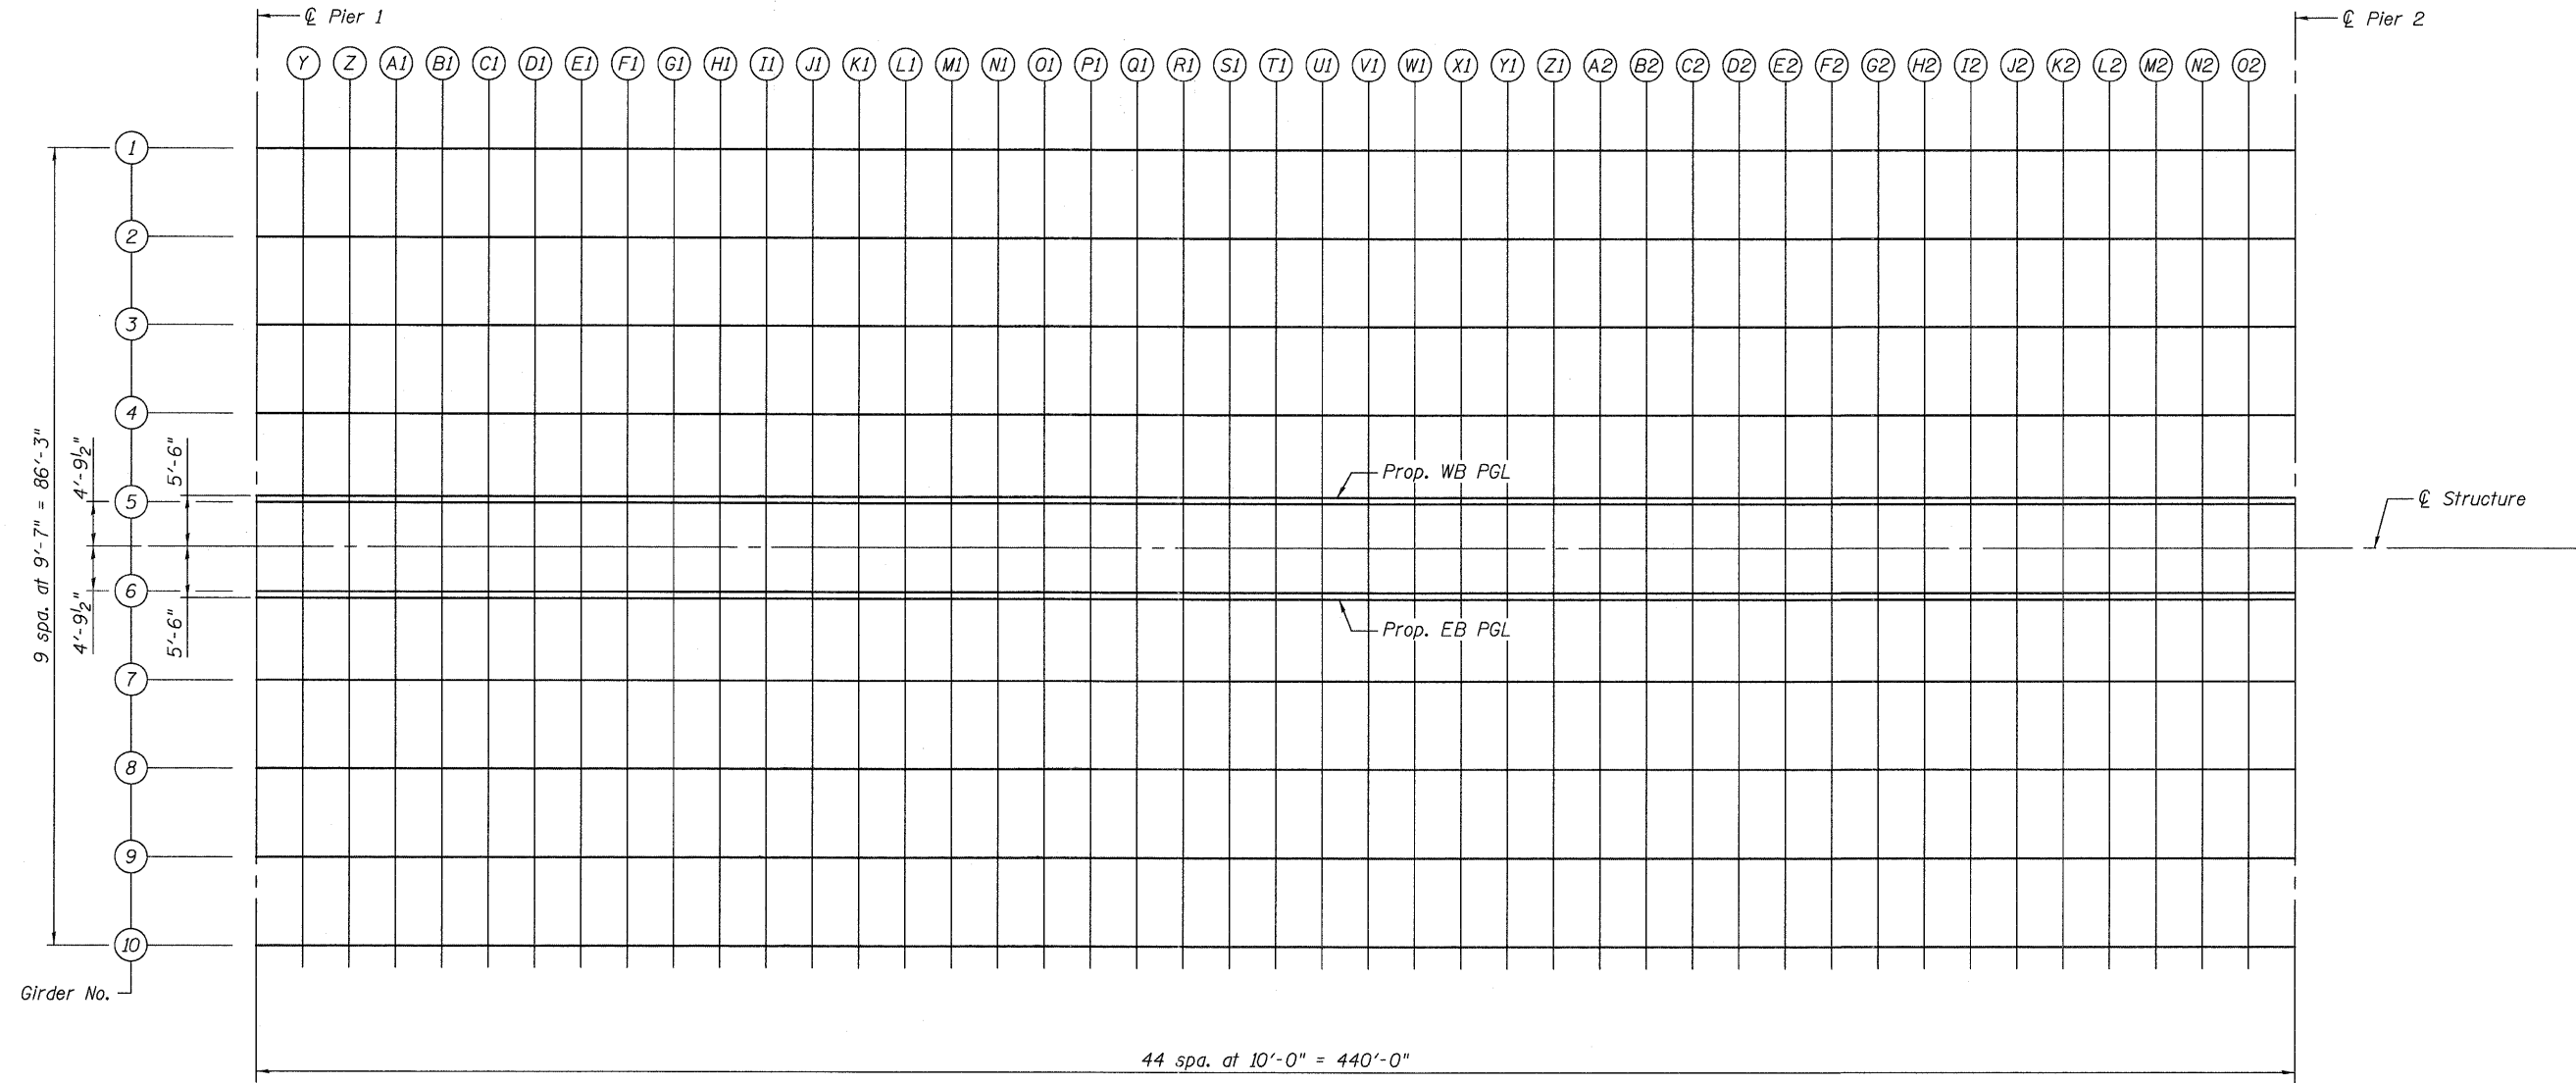 ℄ Pier 1
℄ Pier 2
Y Z A1 B1 C1 D1 E1 F1 G1 H1 I1 J1 K1 L1 M1 N1 O1 P1 Q1 R1 S1 T1 U1 V1 W1 X1 Y1 Z1 A2 B2 C2 D2 E2 F2 G2 H2 I2 J2 K2 L2 M2 N2 O2
1
2
3
4
5
6
7
8
9
10
Girder No.
9 spa. at 9'-7" = 86'-3"
4'-9½"
4'-9½"
5'-6"
5'-6"
Prop. WB PGL
℄ Structure
Prop. EB PGL
44 spa. at 10'-0" = 440'-0"